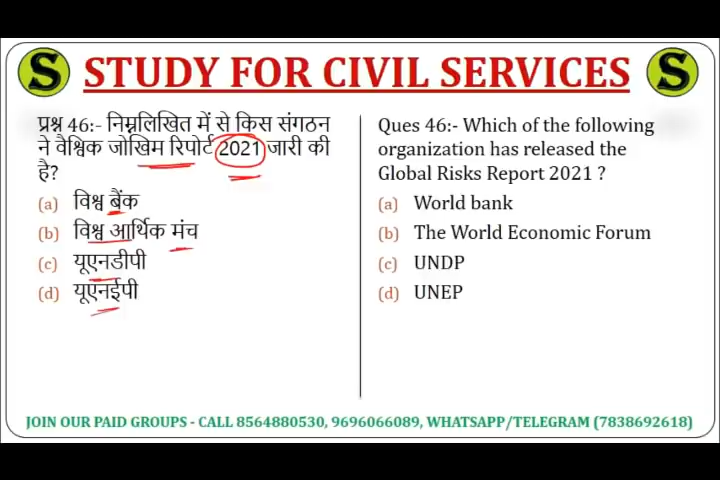 S STUDY FOR CIVIL SERVICES S
प्रश्न 46:- निम्नलिखित में से किस संगठन
ने वैश्विक जोखिम रिपोर्ट 2021 जारी की
है?
(a) विश्व बैंक
(b) विश्व आर्थिक मंच
(c) यूएनडीपी
(d) यूएनईपी
Ques 46:- Which of the following
organization has released the
Global Risks Report 2021 ?
(a) World bank
(b) The World Economic Forum
(c) UNDP
(d) UNEP
JOIN OUR PAID GROUPS - CALL 8564880530, 9696066089, WHATSAPP/TELEGRAM (7838692618)